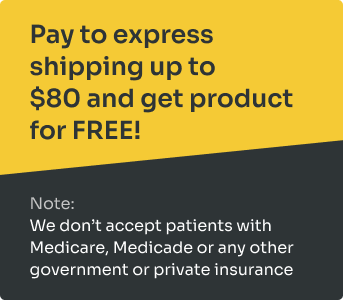 Pay to express
shipping up to
$80 and get product
for FREE!
Note:
We don’t accept patients with
Medicare, Medicade or any other
government or private insurance